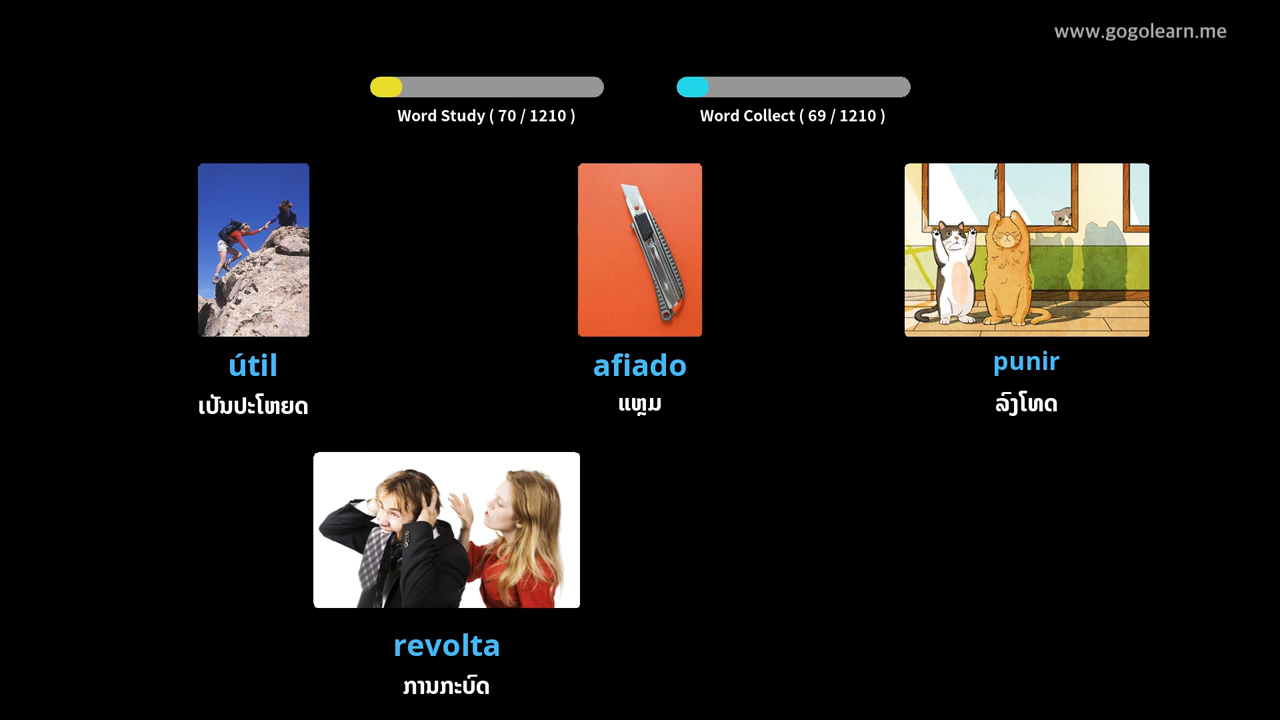 www.gogolearn.me
Word Study ( 70 / 1210 )
Word Collect ( 69 / 1210 )
útil
ເປັນປະໂຫຍດ
afiado
ແຫຼມ
punir
ລົງໂທດ
revolta
ການກະບົດ